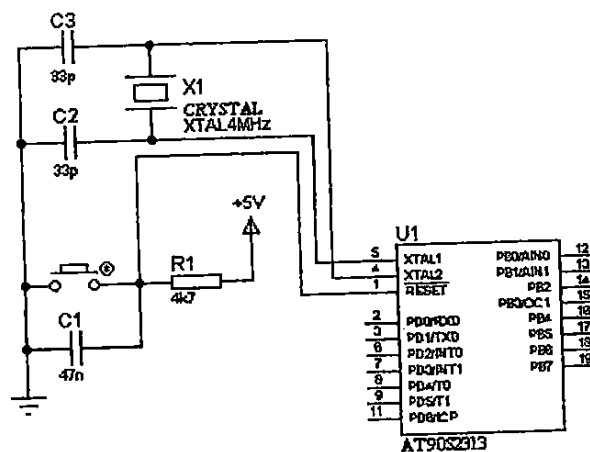 C3
33p
X1
CRYSTAL
XTAL4MHz
C2
33p
+5V
R1
4k7
C1
47n
U1
5 XTAL1
4 XTAL2
1 RESET
2 PD0/RXD
3 PD1/TXD
6 PD2/INT0
7 PD3/INT1
8 PD4/T0
9 PD5/T1
11 PD6/ICP
PB0/AIN0 12
PB1/AIN1 13
PB2 14
PB3/OC1 15
PB4 16
PB5 17
PB6 18
PB7 19
AT90S2313